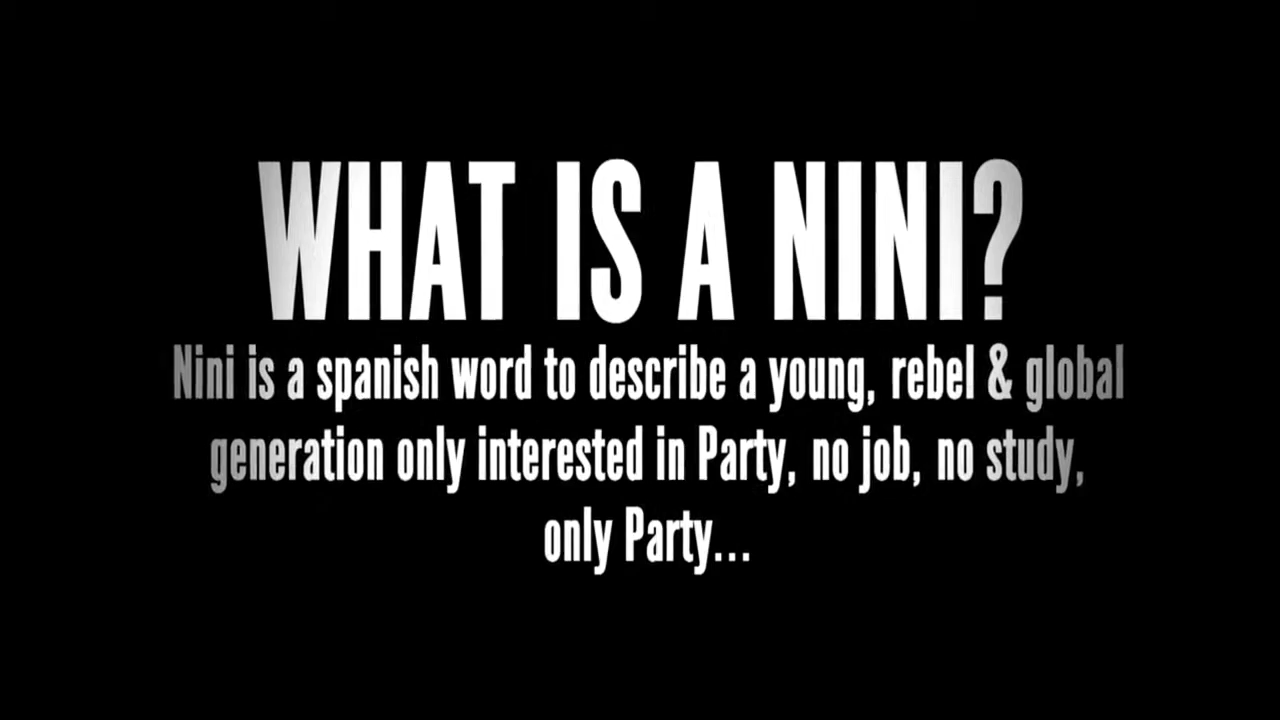 WHAT IS A NINI?
Nini is a spanish word to describe a young, rebel & global
generation only interested in Party, no job, no study,
only Party...